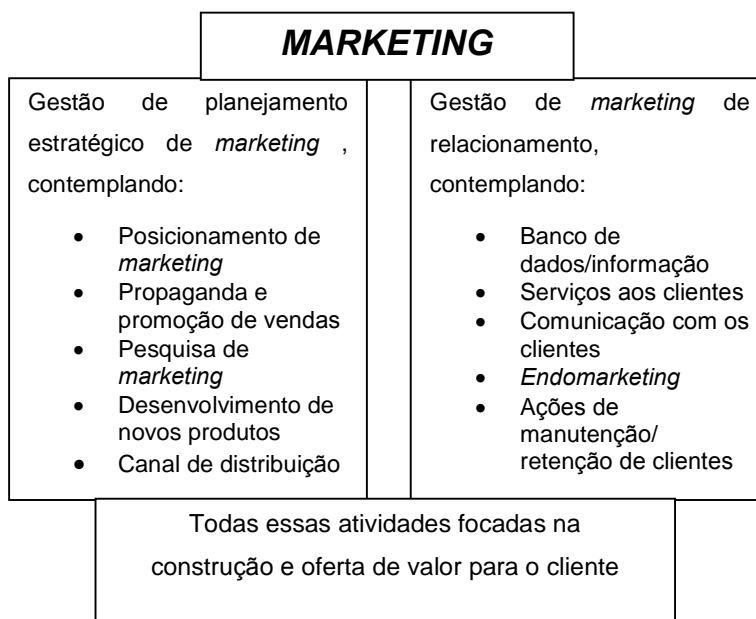 MARKETING
Gestão de planejamento
estratégico de marketing ,
contemplando:
• Posicionamento de
marketing
• Propaganda e
promoção de vendas
• Pesquisa de
marketing
• Desenvolvimento de
novos produtos
• Canal de distribuição
Gestão de marketing de
relacionamento,
contemplando:
• Banco de
dados/informação
• Serviços aos clientes
• Comunicação com os
clientes
• Endomarketing
• Ações de
manutenção/
retenção de clientes
Todas essas atividades focadas na
construção e oferta de valor para o cliente